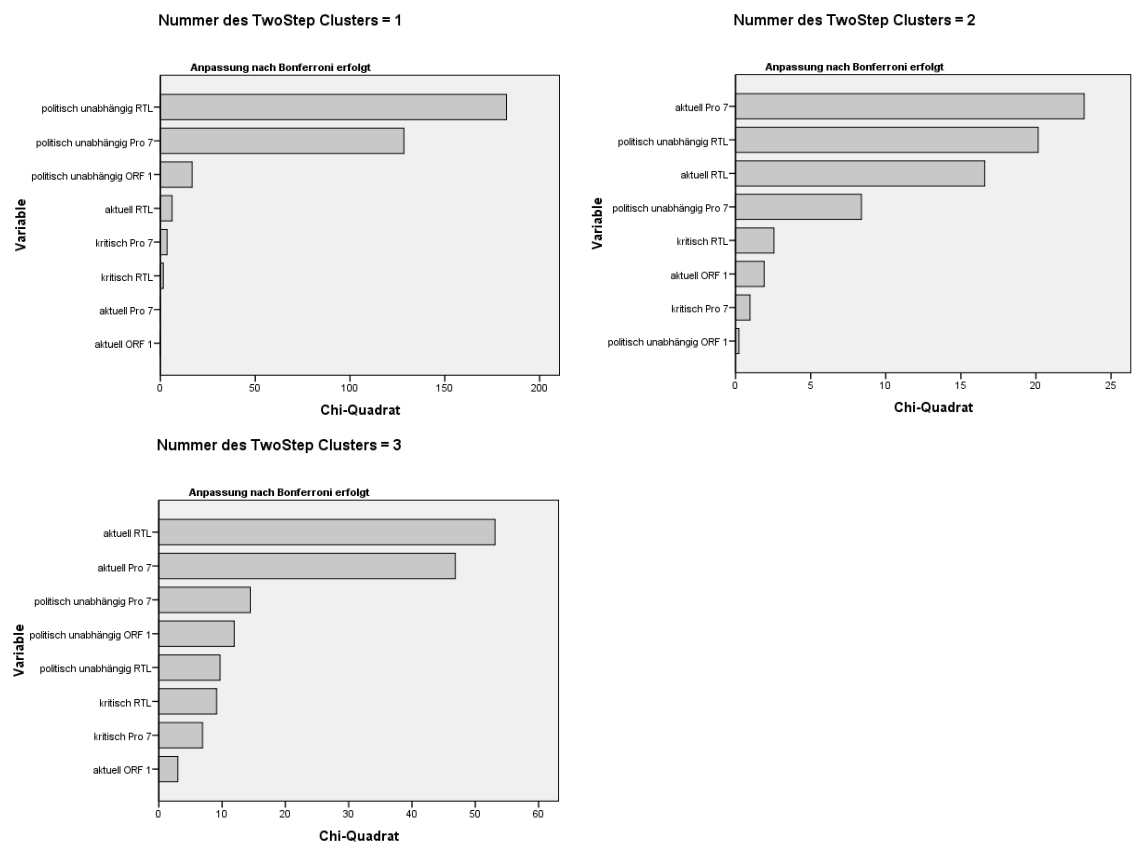 Nummer des TwoStep Clusters = 1
Anpassung nach Bonferroni erfolgt
Variable
politisch unabhängig RTL
politisch unabhängig Pro 7
politisch unabhängig ORF 1
aktuell RTL
kritisch Pro 7
kritisch RTL
aktuell Pro 7
aktuell ORF 1
0 50 100 150 200
Chi-Quadrat
Nummer des TwoStep Clusters = 2
Anpassung nach Bonferroni erfolgt
Variable
aktuell Pro 7
politisch unabhängig RTL
aktuell RTL
politisch unabhängig Pro 7
kritisch RTL
aktuell ORF 1
kritisch Pro 7
politisch unabhängig ORF 1
0 5 10 15 20 25
Chi-Quadrat
Nummer des TwoStep Clusters = 3
Anpassung nach Bonferroni erfolgt
Variable
aktuell RTL
aktuell Pro 7
politisch unabhängig Pro 7
politisch unabhängig ORF 1
politisch unabhängig RTL
kritisch RTL
kritisch Pro 7
aktuell ORF 1
0 10 20 30 40 50 60
Chi-Quadrat